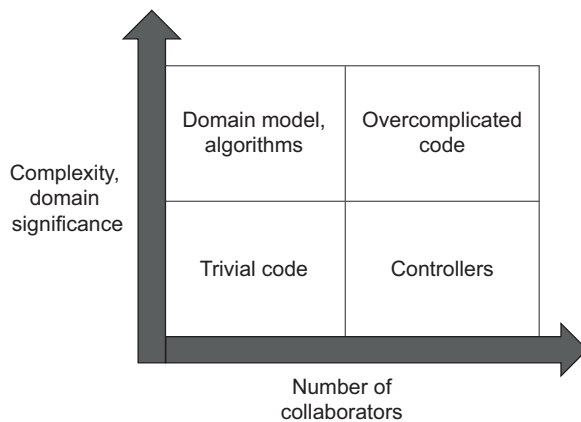 Domain model,
algorithms
Overcomplicated
code
Complexity,
domain
significance
Trivial code
Controllers
Number of
collaborators